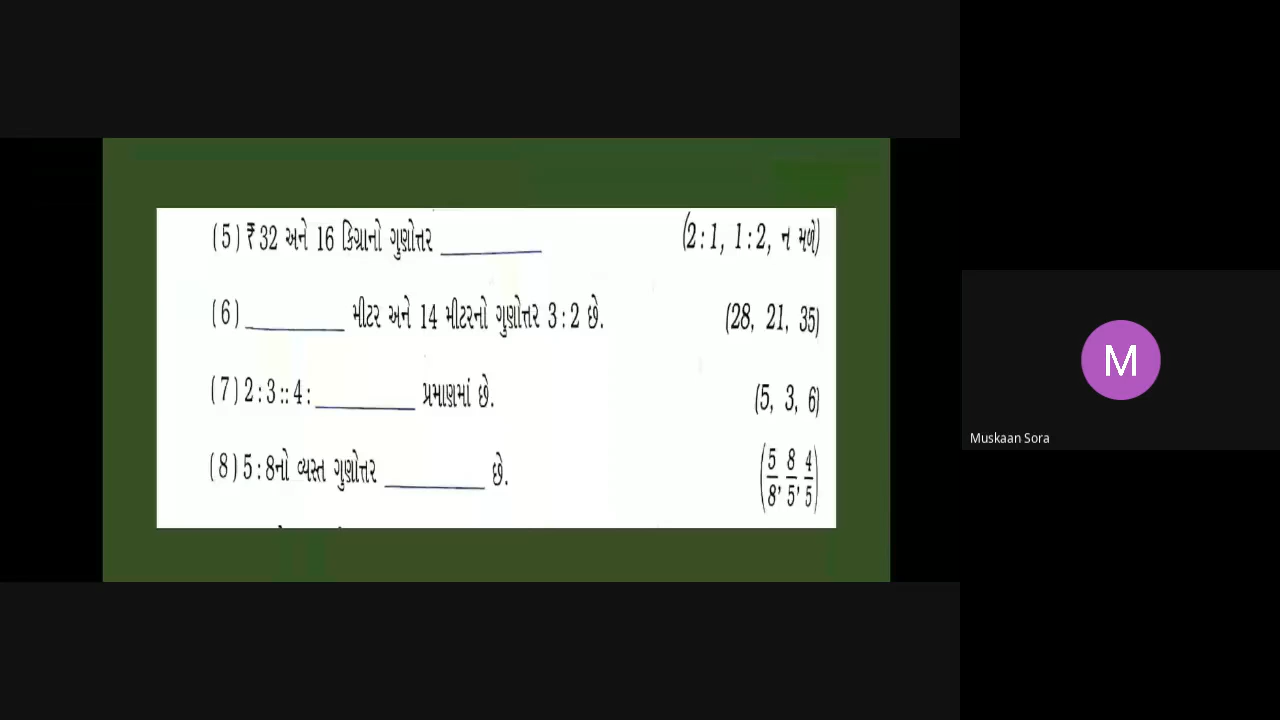 (5) ₹ 32 અને 16 કિગ્રાનો ગુણોત્તર ________ (2 : 1, 1 : 2, ન મળે)
(6) ________ મીટર અને 14 મીટરનો ગુણોત્તર 3 : 2 છે. (28, 21, 35)
(7) 2 : 3 :: 4 : ________ પ્રમાણમાં છે. (5, 3, 6)
(8) 5 : 8નો વ્યસ્ત ગુણોત્તર ________ છે. (5/8, 8/5, 4/5)
M
Muskaan Sora